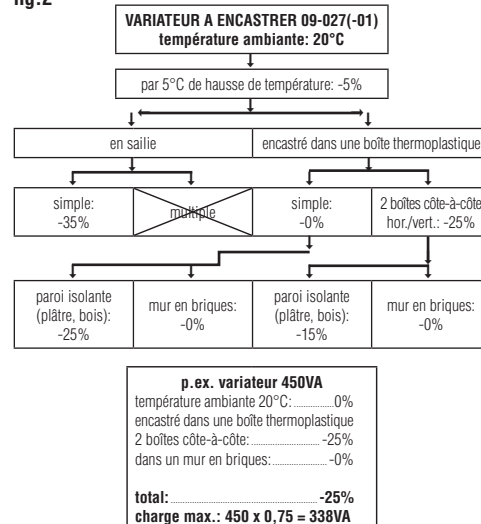 fig.2
VARIATEUR A ENCASTRER 09-027(-01)
température ambiante: 20°C
par 5°C de hausse de température: -5%
en sailie
encastré dans une boîte thermoplastique
simple:
-35%
multiple
simple:
-0%
2 boîtes côte-à-côte
hor./vert.: -25%
paroi isolante
(plâtre, bois):
-25%
mur en briques:
-0%
paroi isolante
(plâtre, bois):
-15%
mur en briques:
-0%
p.ex. variateur 450VA
température ambiante 20°C:..............0%
encastré dans une boîte thermoplastique
2 boîtes côte-à-côte:........................-25%
dans un mur en briques:....................-0%
total:....................................................-25%
charge max.: 450 x 0,75 = 338VA